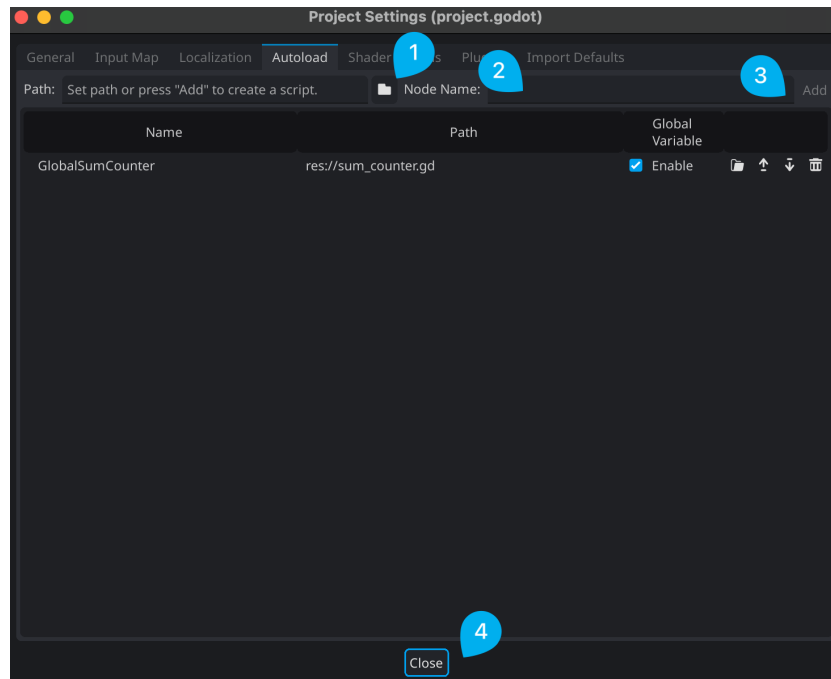 Project Settings (project.godot)
General Input Map Localization Autoload Shader Import Defaults
1
2
3
Path: Set path or press "Add" to create a script. Node Name: Add
Name Path Global Variable
GlobalSumCounter res://sum_counter.gd Enable
4
Close